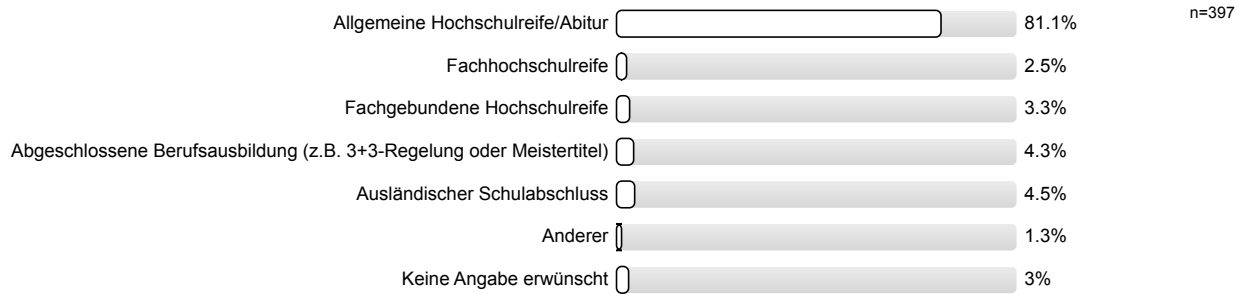 Allgemeine Hochschulreife/Abitur 81.1% n=397
Fachhochschulreife 2.5%
Fachgebundene Hochschulreife 3.3%
Abgeschlossene Berufsausbildung (z.B. 3+3-Regelung oder Meistertitel) 4.3%
Ausländischer Schulabschluss 4.5%
Anderer 1.3%
Keine Angabe erwünscht 3%